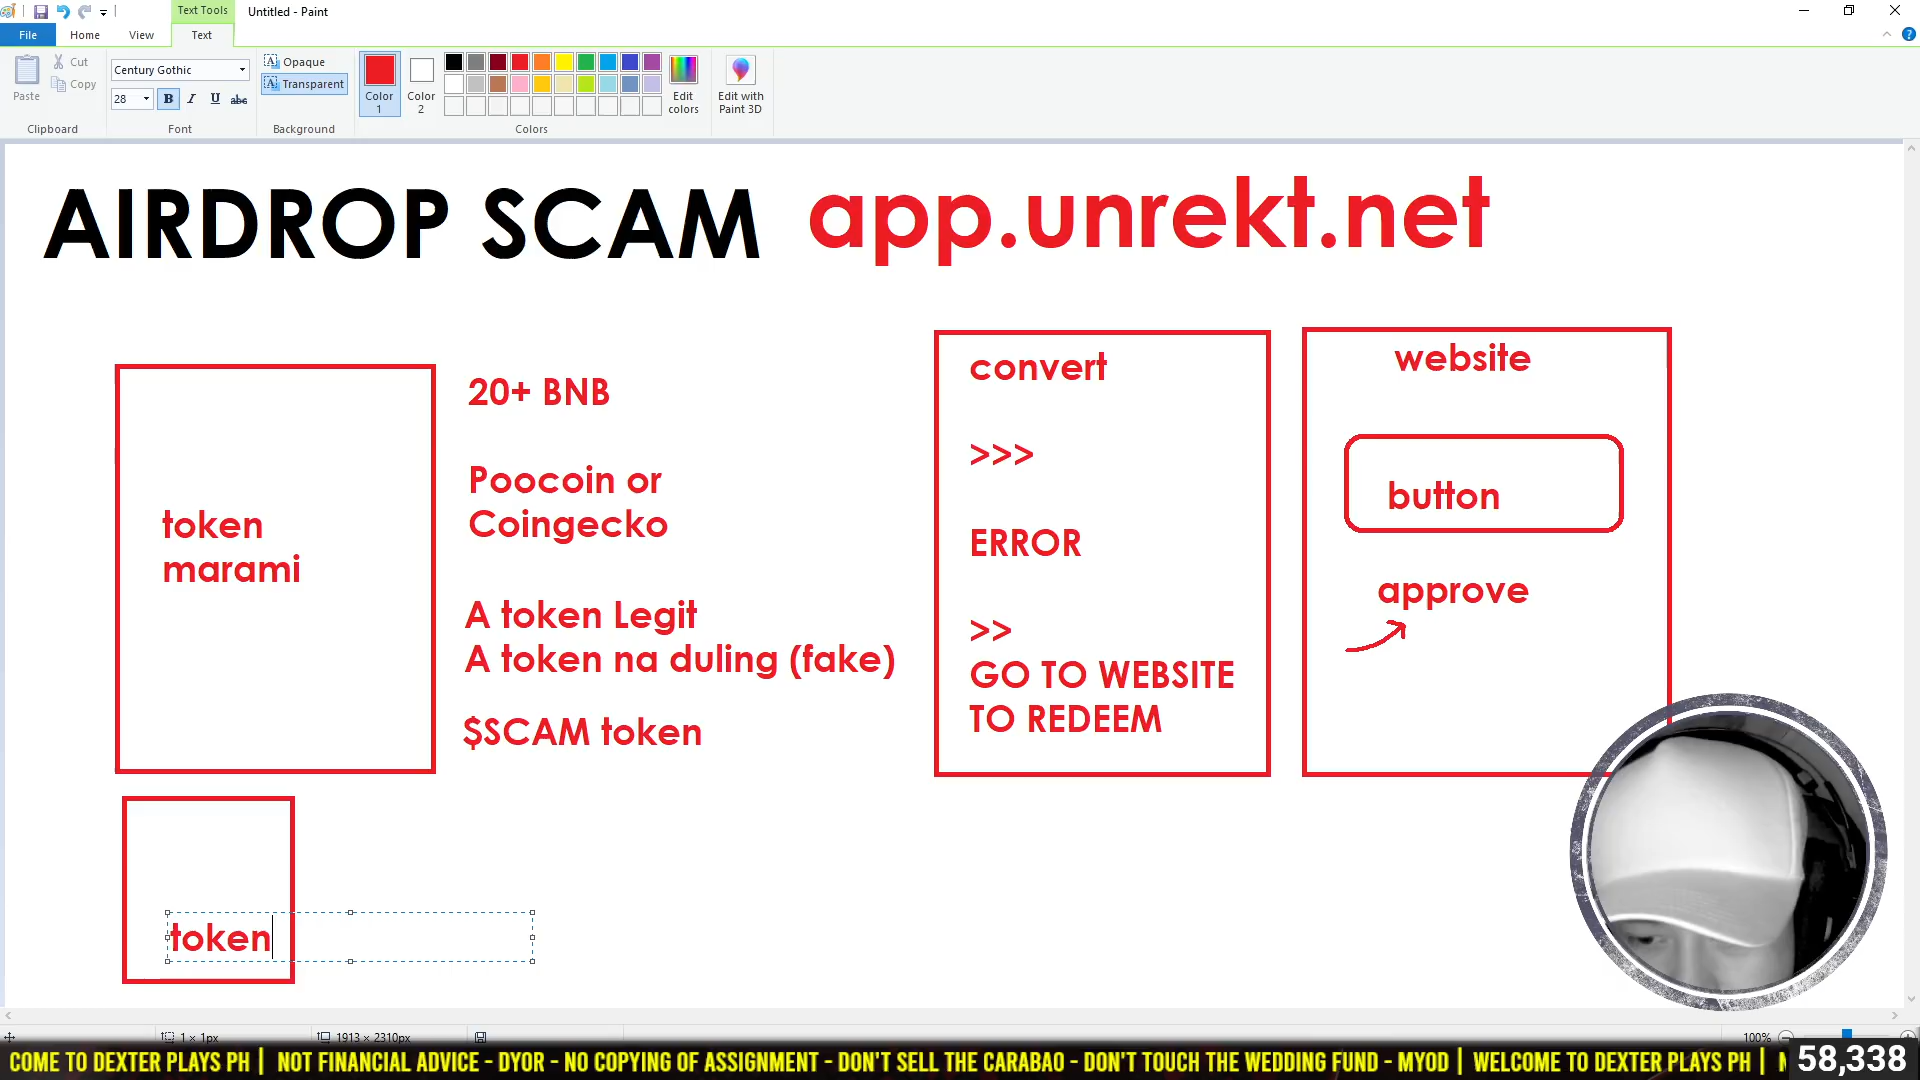 Text Tools
Untitled - Paint
File
Home
View
Text
Paste
Cut
Copy
Clipboard
Century Gothic
28
B
I
U
abc
Font
Opaque
Transparent
Background
Color 1
Color 2
Edit colors
Edit with Paint 3D
Colors
AIRDROP SCAM
app.unrekt.net
token
marami
20+ BNB
Poocoin or
Coingecko
A token Legit
A token na duling (fake)
$SCAM token
convert
>>>
ERROR
>>
GO TO WEBSITE
TO REDEEM
website
button
approve
token
1 × 1px
1913 × 2310px
100%
COME TO DEXTER PLAYS PH | NOT FINANCIAL ADVICE - DYOR - NO COPYING OF ASSIGNMENT - DON'T SELL THE CARABAO - DON'T TOUCH THE WEDDING FUND - MYOD | WELCOME TO DEXTER PLAYS PH |
58,338